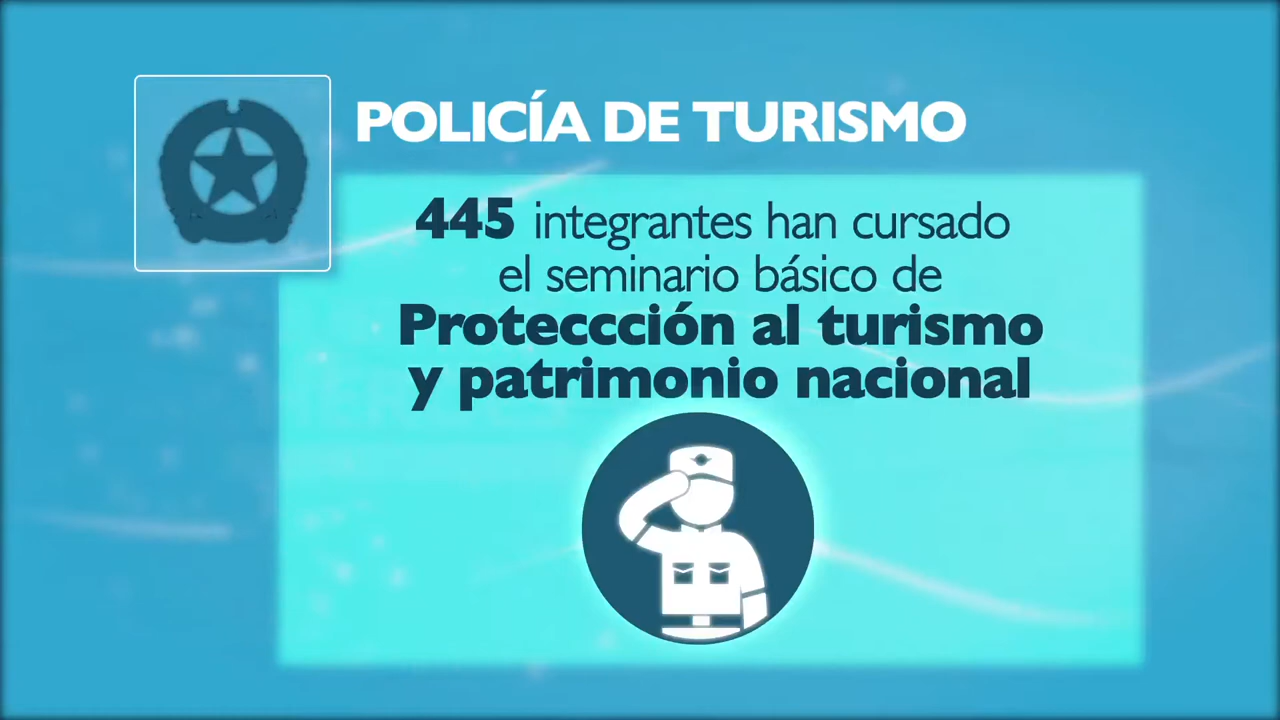 POLICÍA DE TURISMO
445 integrantes han cursado
el seminario básico de
Proteccción al turismo
y patrimonio nacional